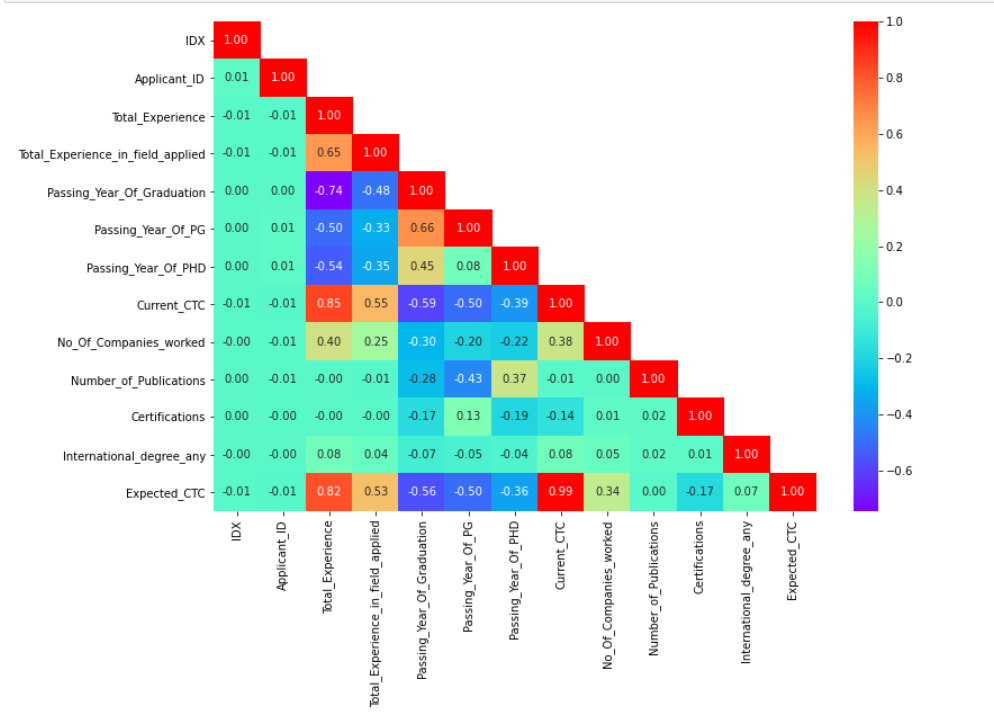 IDX 1.00
Applicant_ID 0.01 1.00
Total_Experience -0.01 -0.01 1.00
Total_Experience_in_field_applied -0.01 -0.01 0.65 1.00
Passing_Year_Of_Graduation 0.00 0.00 -0.74 -0.48 1.00
Passing_Year_Of_PG 0.00 0.01 -0.50 -0.33 0.66 1.00
Passing_Year_Of_PHD 0.00 0.01 -0.54 -0.35 0.45 0.08 1.00
Current_CTC -0.01 -0.01 0.85 0.55 -0.59 -0.50 -0.39 1.00
No_Of_Companies_worked -0.00 -0.01 0.40 0.25 -0.30 -0.20 -0.22 0.38 1.00
Number_of_Publications 0.00 -0.01 -0.00 -0.01 -0.28 -0.43 0.37 -0.01 0.00 1.00
Certifications 0.00 -0.00 -0.00 -0.00 -0.17 0.13 -0.19 -0.14 0.01 0.02 1.00
International_degree_any -0.00 -0.00 0.08 0.04 -0.07 -0.05 -0.04 0.08 0.05 0.02 0.01 1.00
Expected_CTC -0.01 -0.01 0.82 0.53 -0.56 -0.50 -0.36 0.99 0.34 0.00 -0.17 0.07 1.00
IDX
Applicant_ID
Total_Experience
Total_Experience_in_field_applied
Passing_Year_Of_Graduation
Passing_Year_Of_PG
Passing_Year_Of_PHD
Current_CTC
No_Of_Companies_worked
Number_of_Publications
Certifications
International_degree_any
Expected_CTC
1.0
0.8
0.6
0.4
0.2
0.0
−0.2
−0.4
−0.6